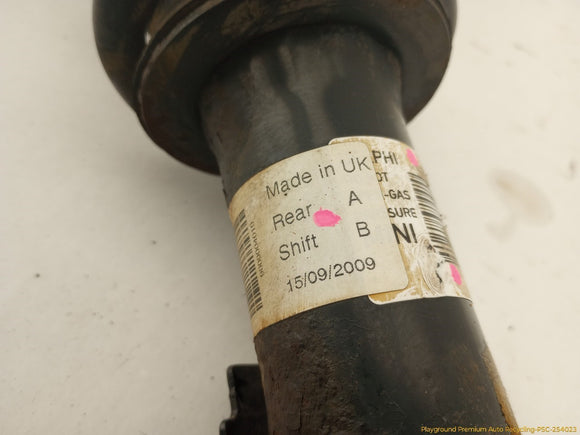 Made in UK
Rear A
Shift B
15/09/2009
PHI
OT
-GAS
SURE
NI
Playground Premium Auto Recycling-PSC-254023